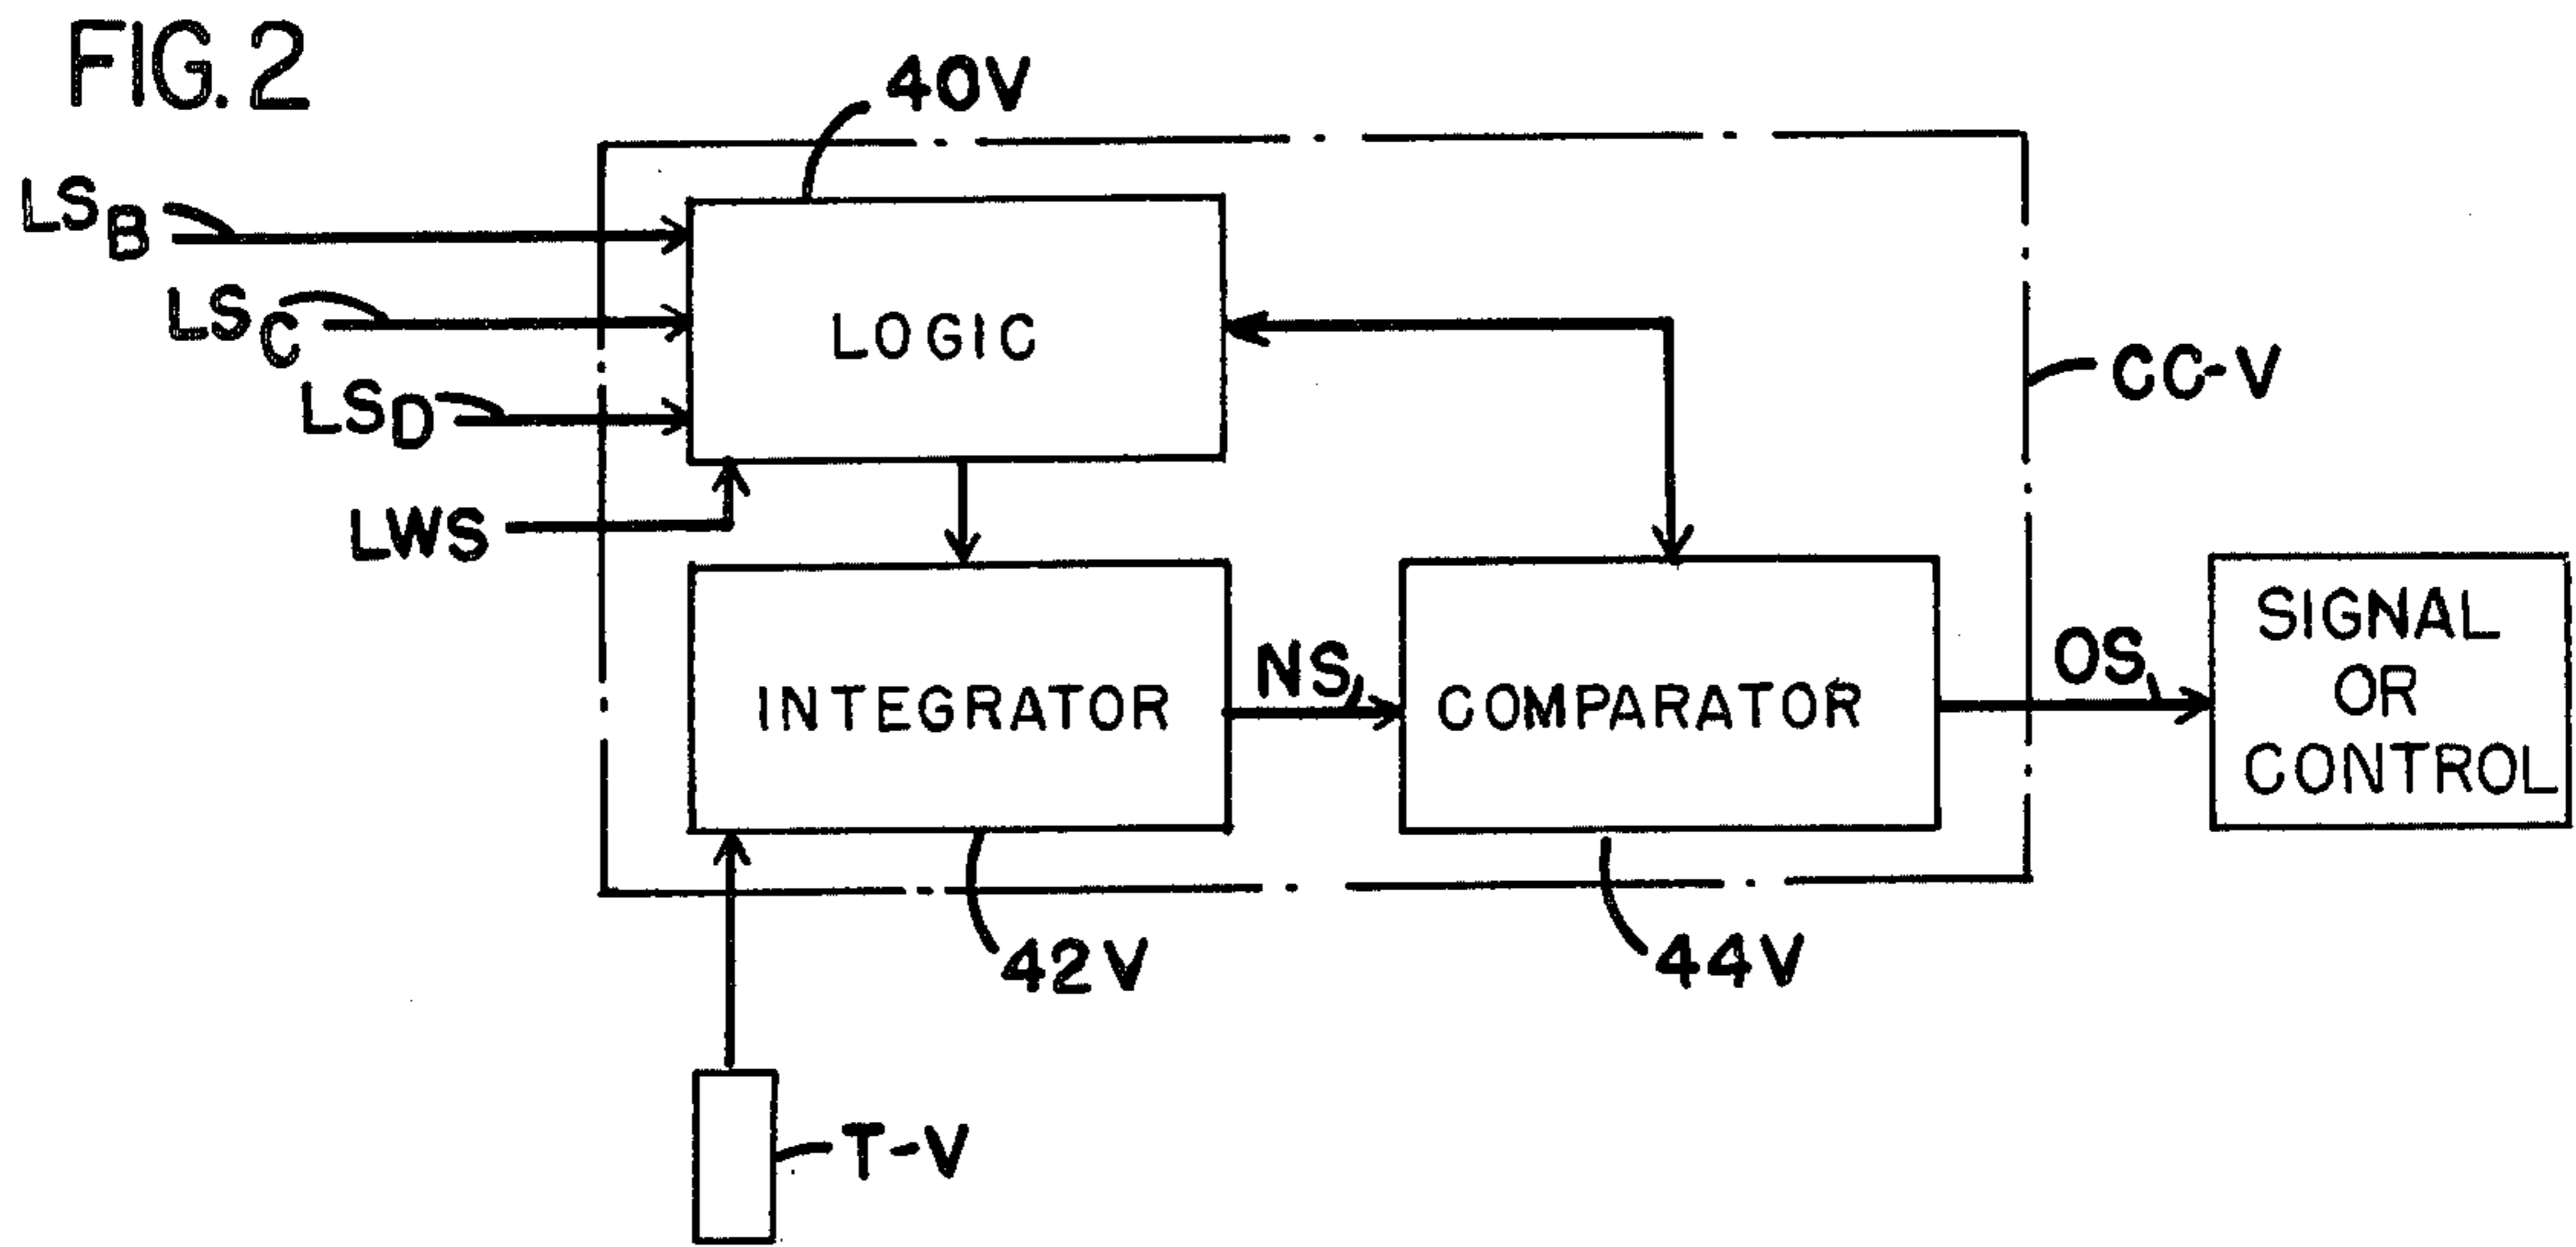 FIG. 2
40V
LSB
LSC
LSD
LWS
LOGIC
CC-V
INTEGRATOR
NS
COMPARATOR
OS
SIGNAL
OR
CONTROL
42V
44V
T-V